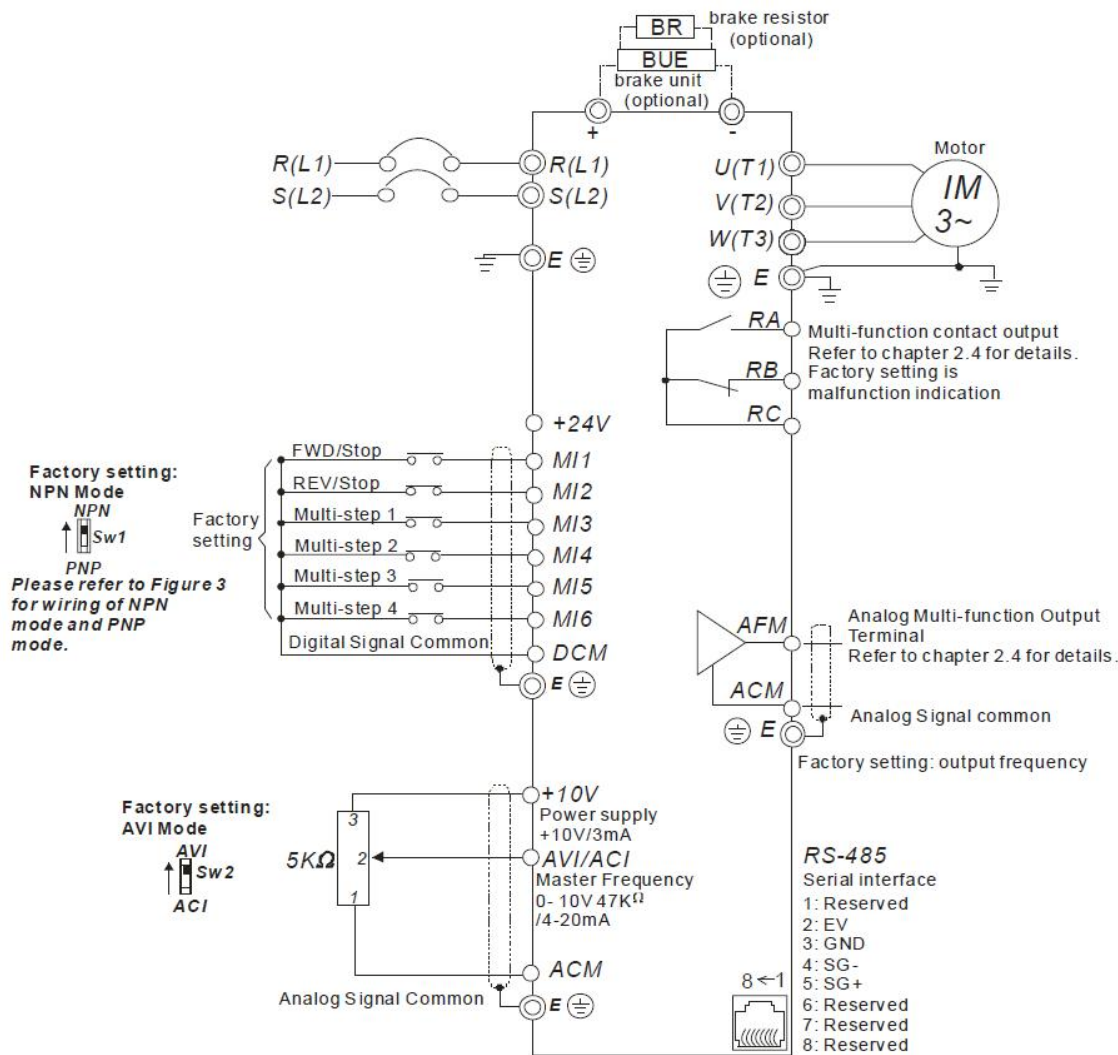 BR
brake resistor
(optional)
BUE
brake unit
(optional)
+
-
R(L1)
R(L1)
S(L2)
S(L2)
E
U(T1)
V(T2)
W(T3)
E
Motor
IM
3~
RA
RB
RC
Multi-function contact output
Refer to chapter 2.4 for details.
Factory setting is
malfunction indication
+24V
FWD/Stop
MI1
REV/Stop
MI2
Multi-step 1
MI3
Multi-step 2
MI4
Multi-step 3
MI5
Multi-step 4
MI6
Digital Signal Common
DCM
E
Factory
setting
Factory setting:
NPN Mode
NPN
Sw1
PNP
Please refer to Figure 3
for wiring of NPN
mode and PNP
mode.
AFM
ACM
E
Analog Multi-function Output
Terminal
Refer to chapter 2.4 for details.
Analog Signal common
Factory setting: output frequency
Factory setting:
AVI Mode
AVI
Sw2
ACI
5KΩ
3
2
1
+10V
Power supply
+10V/3mA
AVI/ACI
Master Frequency
0- 10V 47KΩ
/4-20mA
ACM
Analog Signal Common
E
RS-485
Serial interface
1: Reserved
2: EV
3: GND
4: SG-
5: SG+
6: Reserved
7: Reserved
8: Reserved
8←1